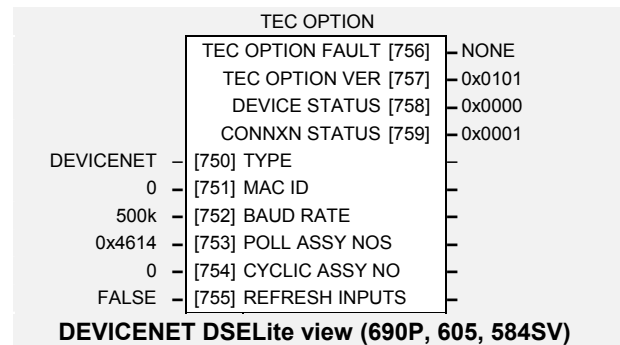 TEC OPTION
TEC OPTION FAULT [756] – NONE
TEC OPTION VER [757] – 0x0101
DEVICE STATUS [758] – 0x0000
CONNXN STATUS [759] – 0x0001
DEVICENET – [750] TYPE –
0 – [751] MAC ID –
500k – [752] BAUD RATE –
0x4614 – [753] POLL ASSY NOS –
0 – [754] CYCLIC ASSY NO –
FALSE – [755] REFRESH INPUTS –
DEVICENET DSELite view (690P, 605, 584SV)